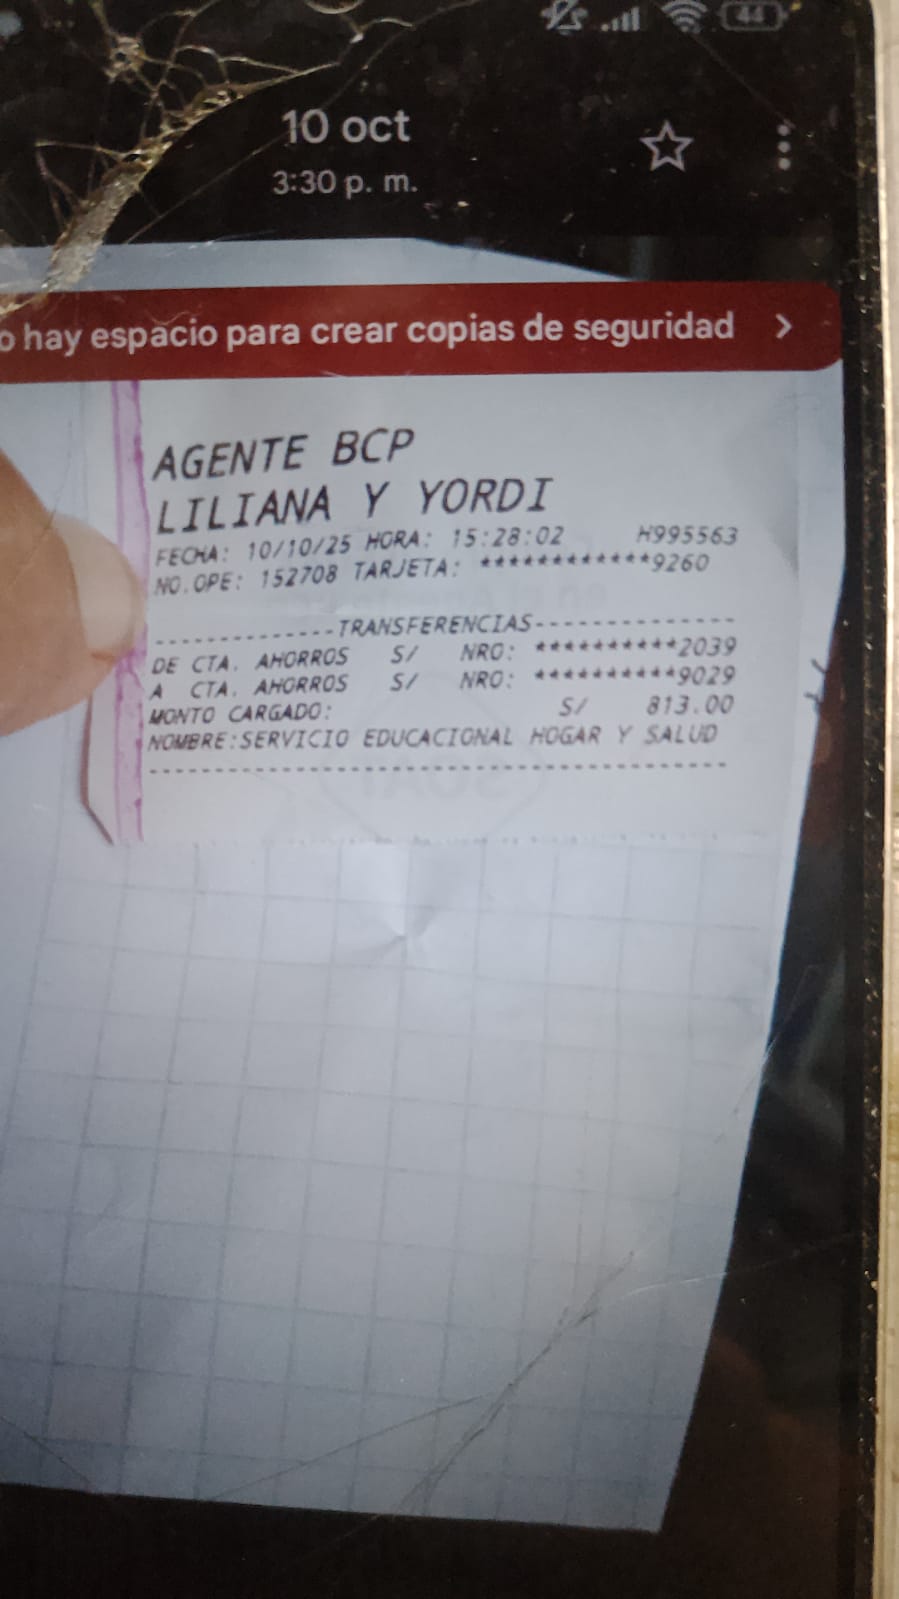 44
10 oct
3:30 p. m.
o hay espacio para crear copias de seguridad
AGENTE BCP
LILIANA Y YORDI
FECHA: 10/10/25 HORA: 15:28:02 H995563
NO.OPE: 152708 TARJETA: ************9260
-------------TRANSFERENCIAS--------------
DE CTA. AHORROS S/ NRO: **********2039
A CTA. AHORROS S/ NRO: **********9029
MONTO CARGADO: S/ 813.00
NOMBRE:SERVICIO EDUCACIONAL HOGAR Y SALUD